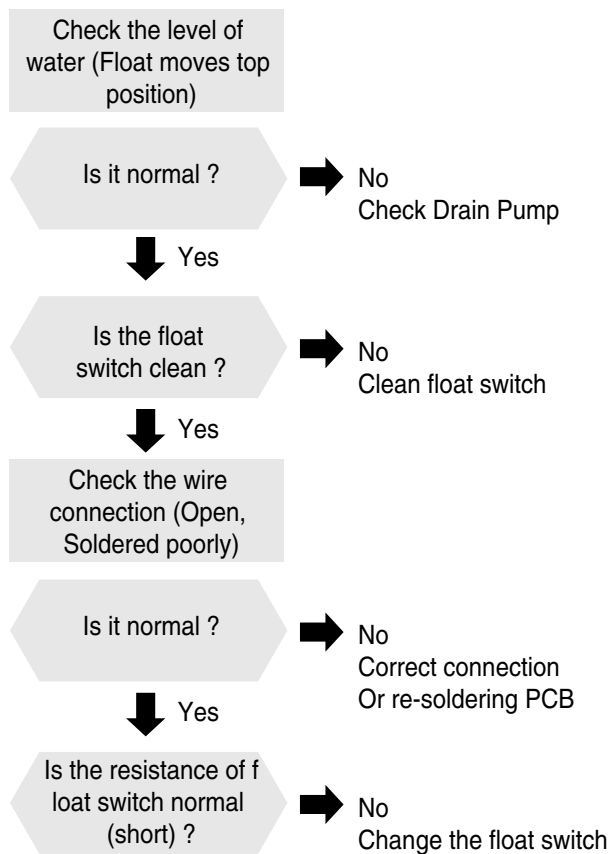 Check the level of
water (Float moves top
position)
Is it normal ?
No
Check Drain Pump
Yes
Is the float
switch clean ?
No
Clean float switch
Yes
Check the wire
connection (Open,
Soldered poorly)
Is it normal ?
No
Correct connection
Or re-soldering PCB
Yes
Is the resistance of f
loat switch normal
(short) ?
No
Change the float switch